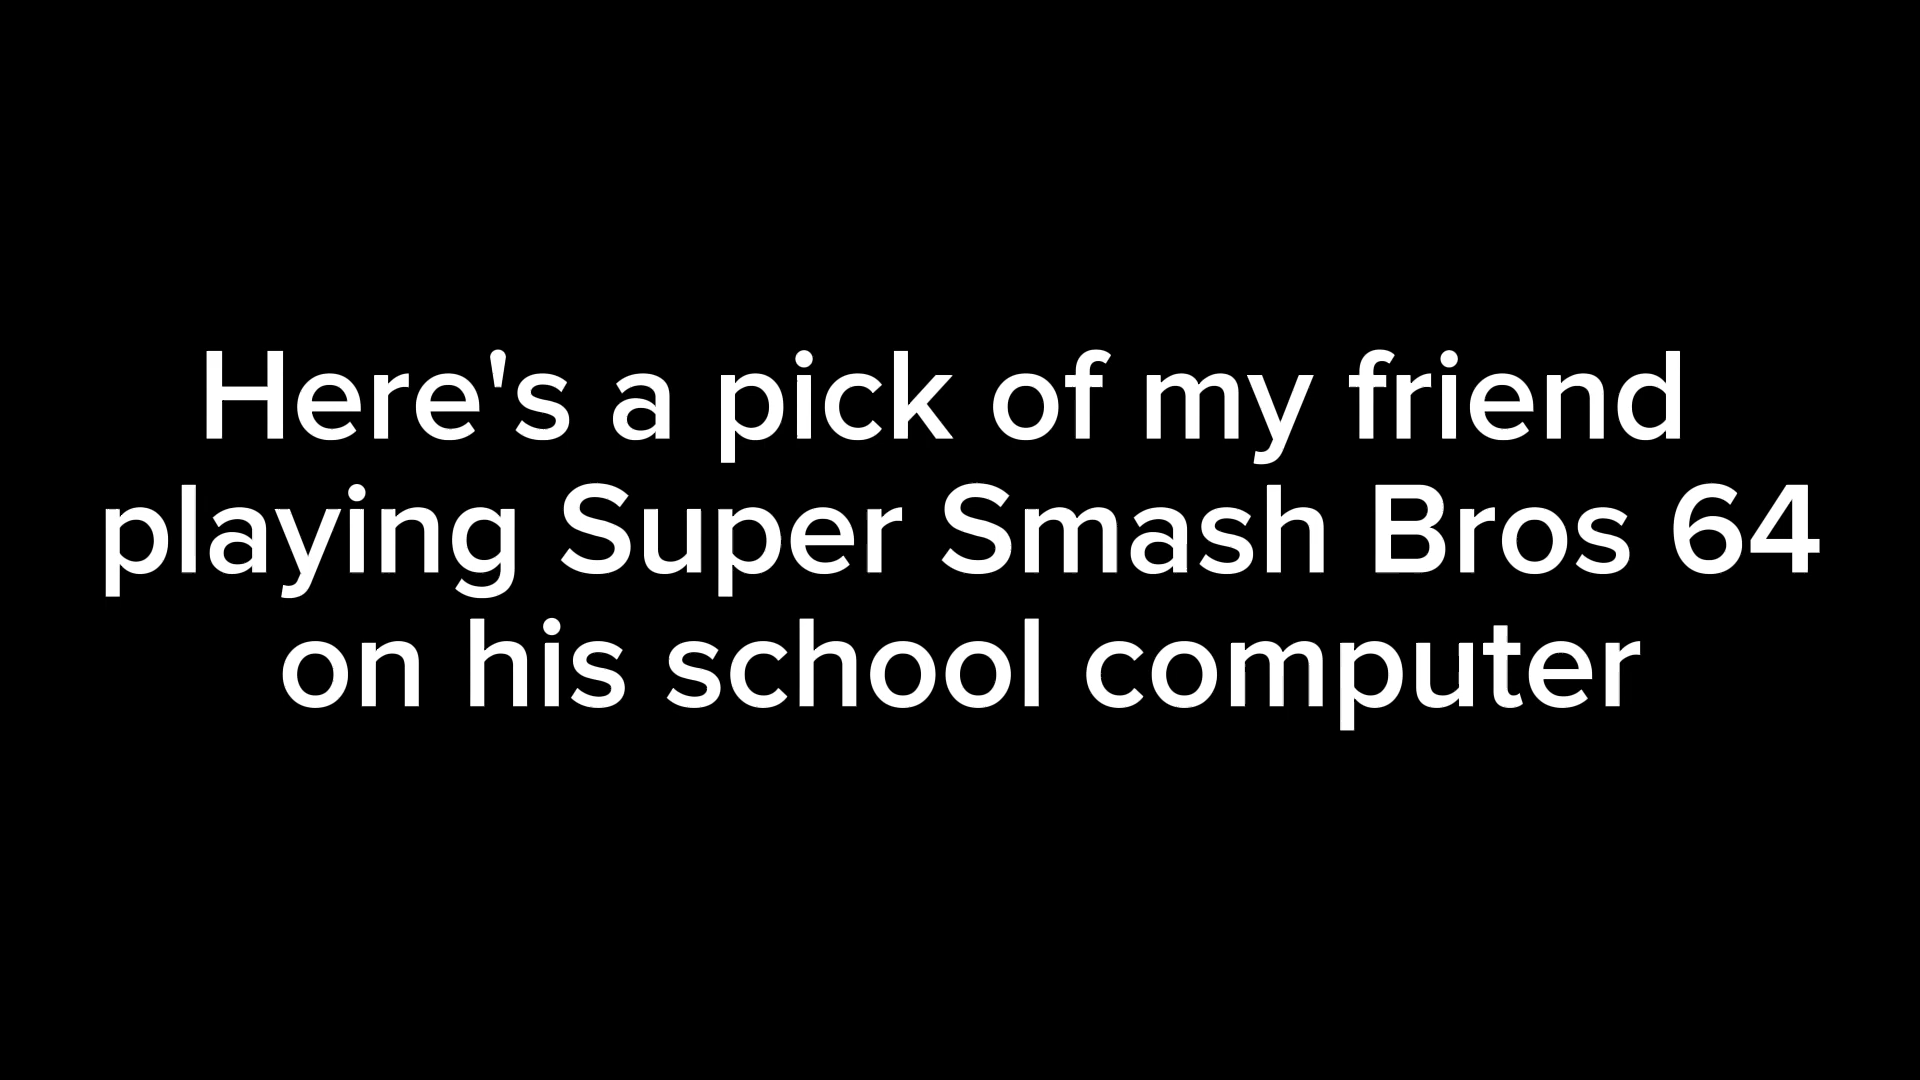 Here's a pick of my friend
playing Super Smash Bros 64
on his school computer